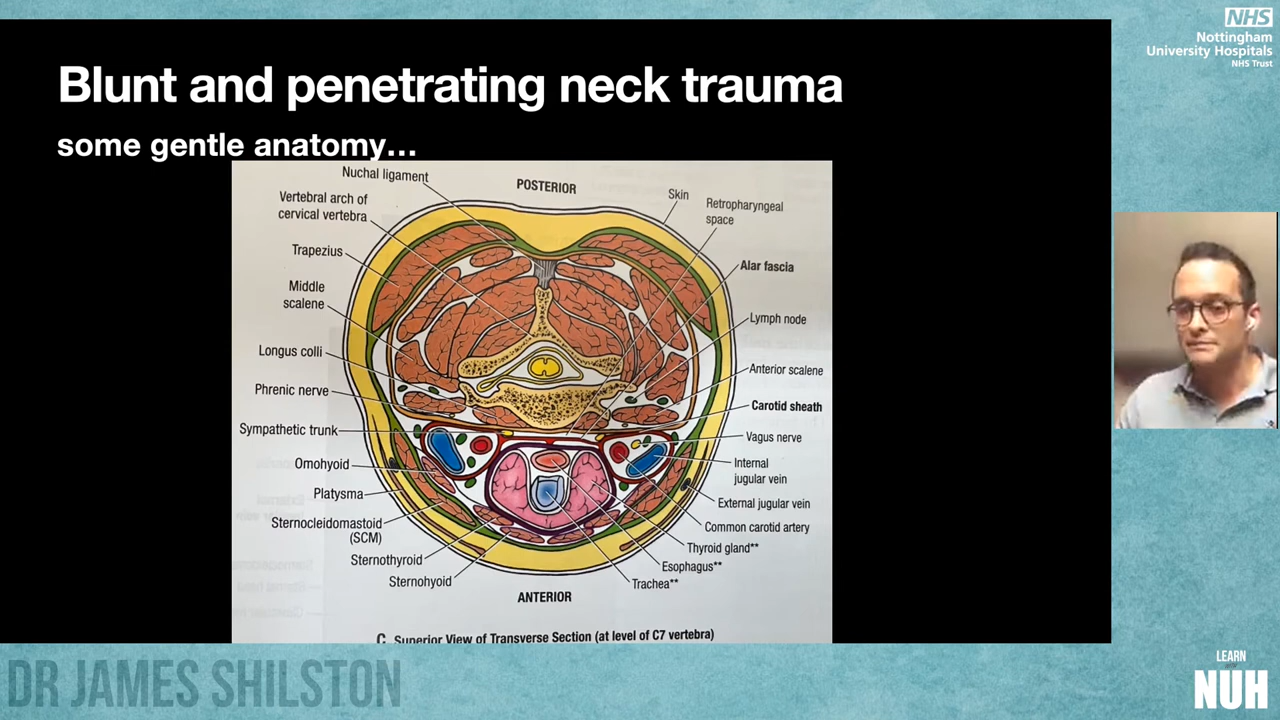 NHS
Nottingham
University Hospitals
NHS Trust
Blunt and penetrating neck trauma
some gentle anatomy...
Nuchal ligament
POSTERIOR
Vertebral arch of
cervical vertebra
Skin
Retropharyngeal
space
Trapezius
Alar fascia
Middle
scalene
Lymph node
Longus colli
Anterior scalene
Phrenic nerve
Carotid sheath
Sympathetic trunk
Vagus nerve
Omohyoid
Internal
jugular vein
Platysma
External jugular vein
Sternocleidomastoid
(SCM)
Common carotid artery
Sternothyroid
Thyroid gland**
Esophagus**
Sternohyoid
Trachea**
ANTERIOR
C Superior View of Transverse Section (at level of C7 vertebra)
DR JAMES SHILSTON
LEARN
NUH